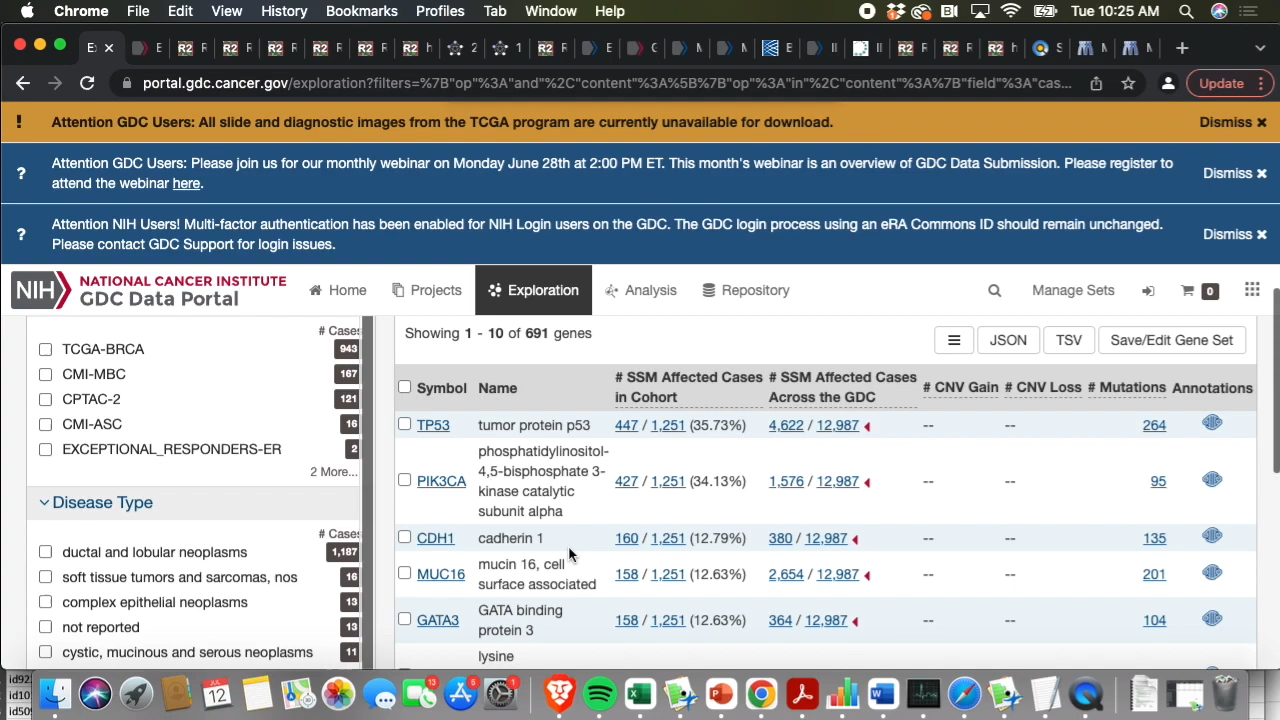 Chrome File Edit View History Bookmarks Profiles Tab Window Help Tue 10:25 AM
portal.gdc.cancer.gov/exploration?filters=%7B"op"%3A"and"%2C"content"%3A%5B%7B"op"%3A"in"%2C"content"%3A%7B"field"%3A"cas... Update
! Attention GDC Users: All slide and diagnostic images from the TCGA program are currently unavailable for download. Dismiss ×
? Attention GDC Users: Please join us for our monthly webinar on Monday June 28th at 2:00 PM ET. This month's webinar is an overview of GDC Data Submission. Please register to
attend the webinar here. Dismiss ×
? Attention NIH Users! Multi-factor authentication has been enabled for NIH Login users on the GDC. The GDC login process using an eRA Commons ID should remain unchanged.
Please contact GDC Support for login issues. Dismiss ×
NIH NATIONAL CANCER INSTITUTE
GDC Data Portal
Home Projects Exploration Analysis Repository Manage Sets 0
# Cases
TCGA-BRCA 943
CMI-MBC 167
CPTAC-2 121
CMI-ASC 16
EXCEPTIONAL_RESPONDERS-ER 2
2 More...
Disease Type
# Cases
ductal and lobular neoplasms 1,187
soft tissue tumors and sarcomas, nos 16
complex epithelial neoplasms 13
not reported 13
cystic, mucinous and serous neoplasms 11
Showing 1 - 10 of 691 genes
JSON TSV Save/Edit Gene Set
Symbol Name # SSM Affected Cases in Cohort # SSM Affected Cases Across the GDC # CNV Gain # CNV Loss # Mutations Annotations
TP53 tumor protein p53 447 / 1,251 (35.73%) 4,622 / 12,987 -- -- 264
PIK3CA phosphatidylinositol-4,5-bisphosphate 3-kinase catalytic subunit alpha 427 / 1,251 (34.13%) 1,576 / 12,987 -- -- 95
CDH1 cadherin 1 160 / 1,251 (12.79%) 380 / 12,987 -- -- 135
MUC16 mucin 16, cell surface associated 158 / 1,251 (12.63%) 2,654 / 12,987 -- -- 201
GATA3 GATA binding protein 3 158 / 1,251 (12.63%) 364 / 12,987 -- -- 104
lysine
JUL
12